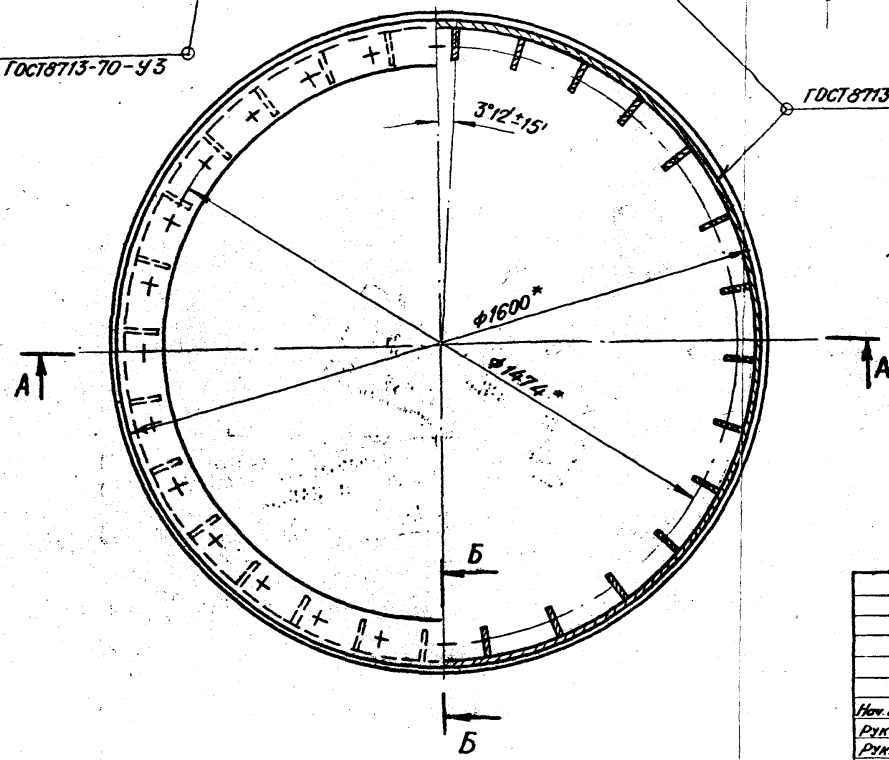 ГОСТ8713-70-У3
ГОСТ8713
3°12'±15'
ф1600*
ф1474*
А
А
Б
Б
Нач.
Рук
Рук.